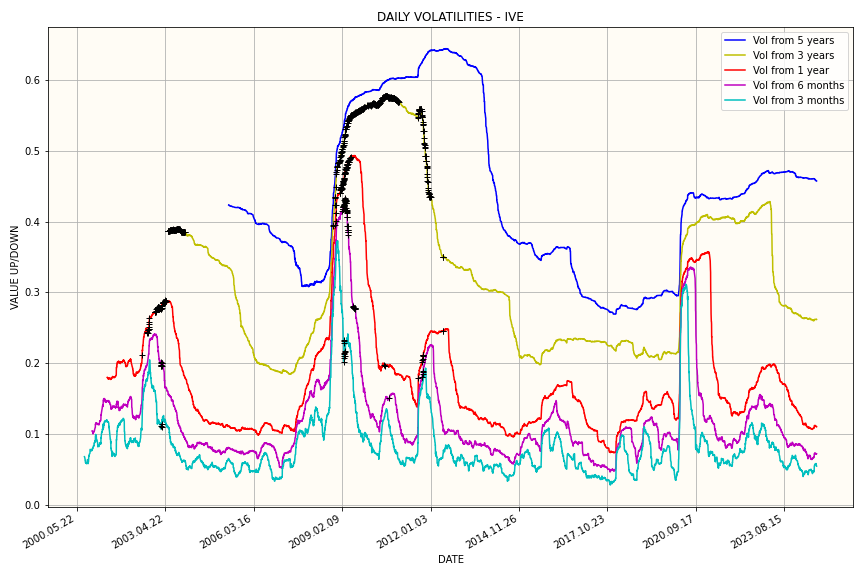 DAILY VOLATILITIES - IVE
Vol from 5 years
Vol from 3 years
Vol from 1 year
Vol from 6 months
Vol from 3 months
VALUE UP/DOWN
0.6
0.5
0.4
0.3
0.2
0.1
0.0
2000.05.22
2003.04.22
2006.03.16
2009.02.09
2012.01.03
2014.11.26
2017.10.23
2020.09.17
2023.08.15
DATE